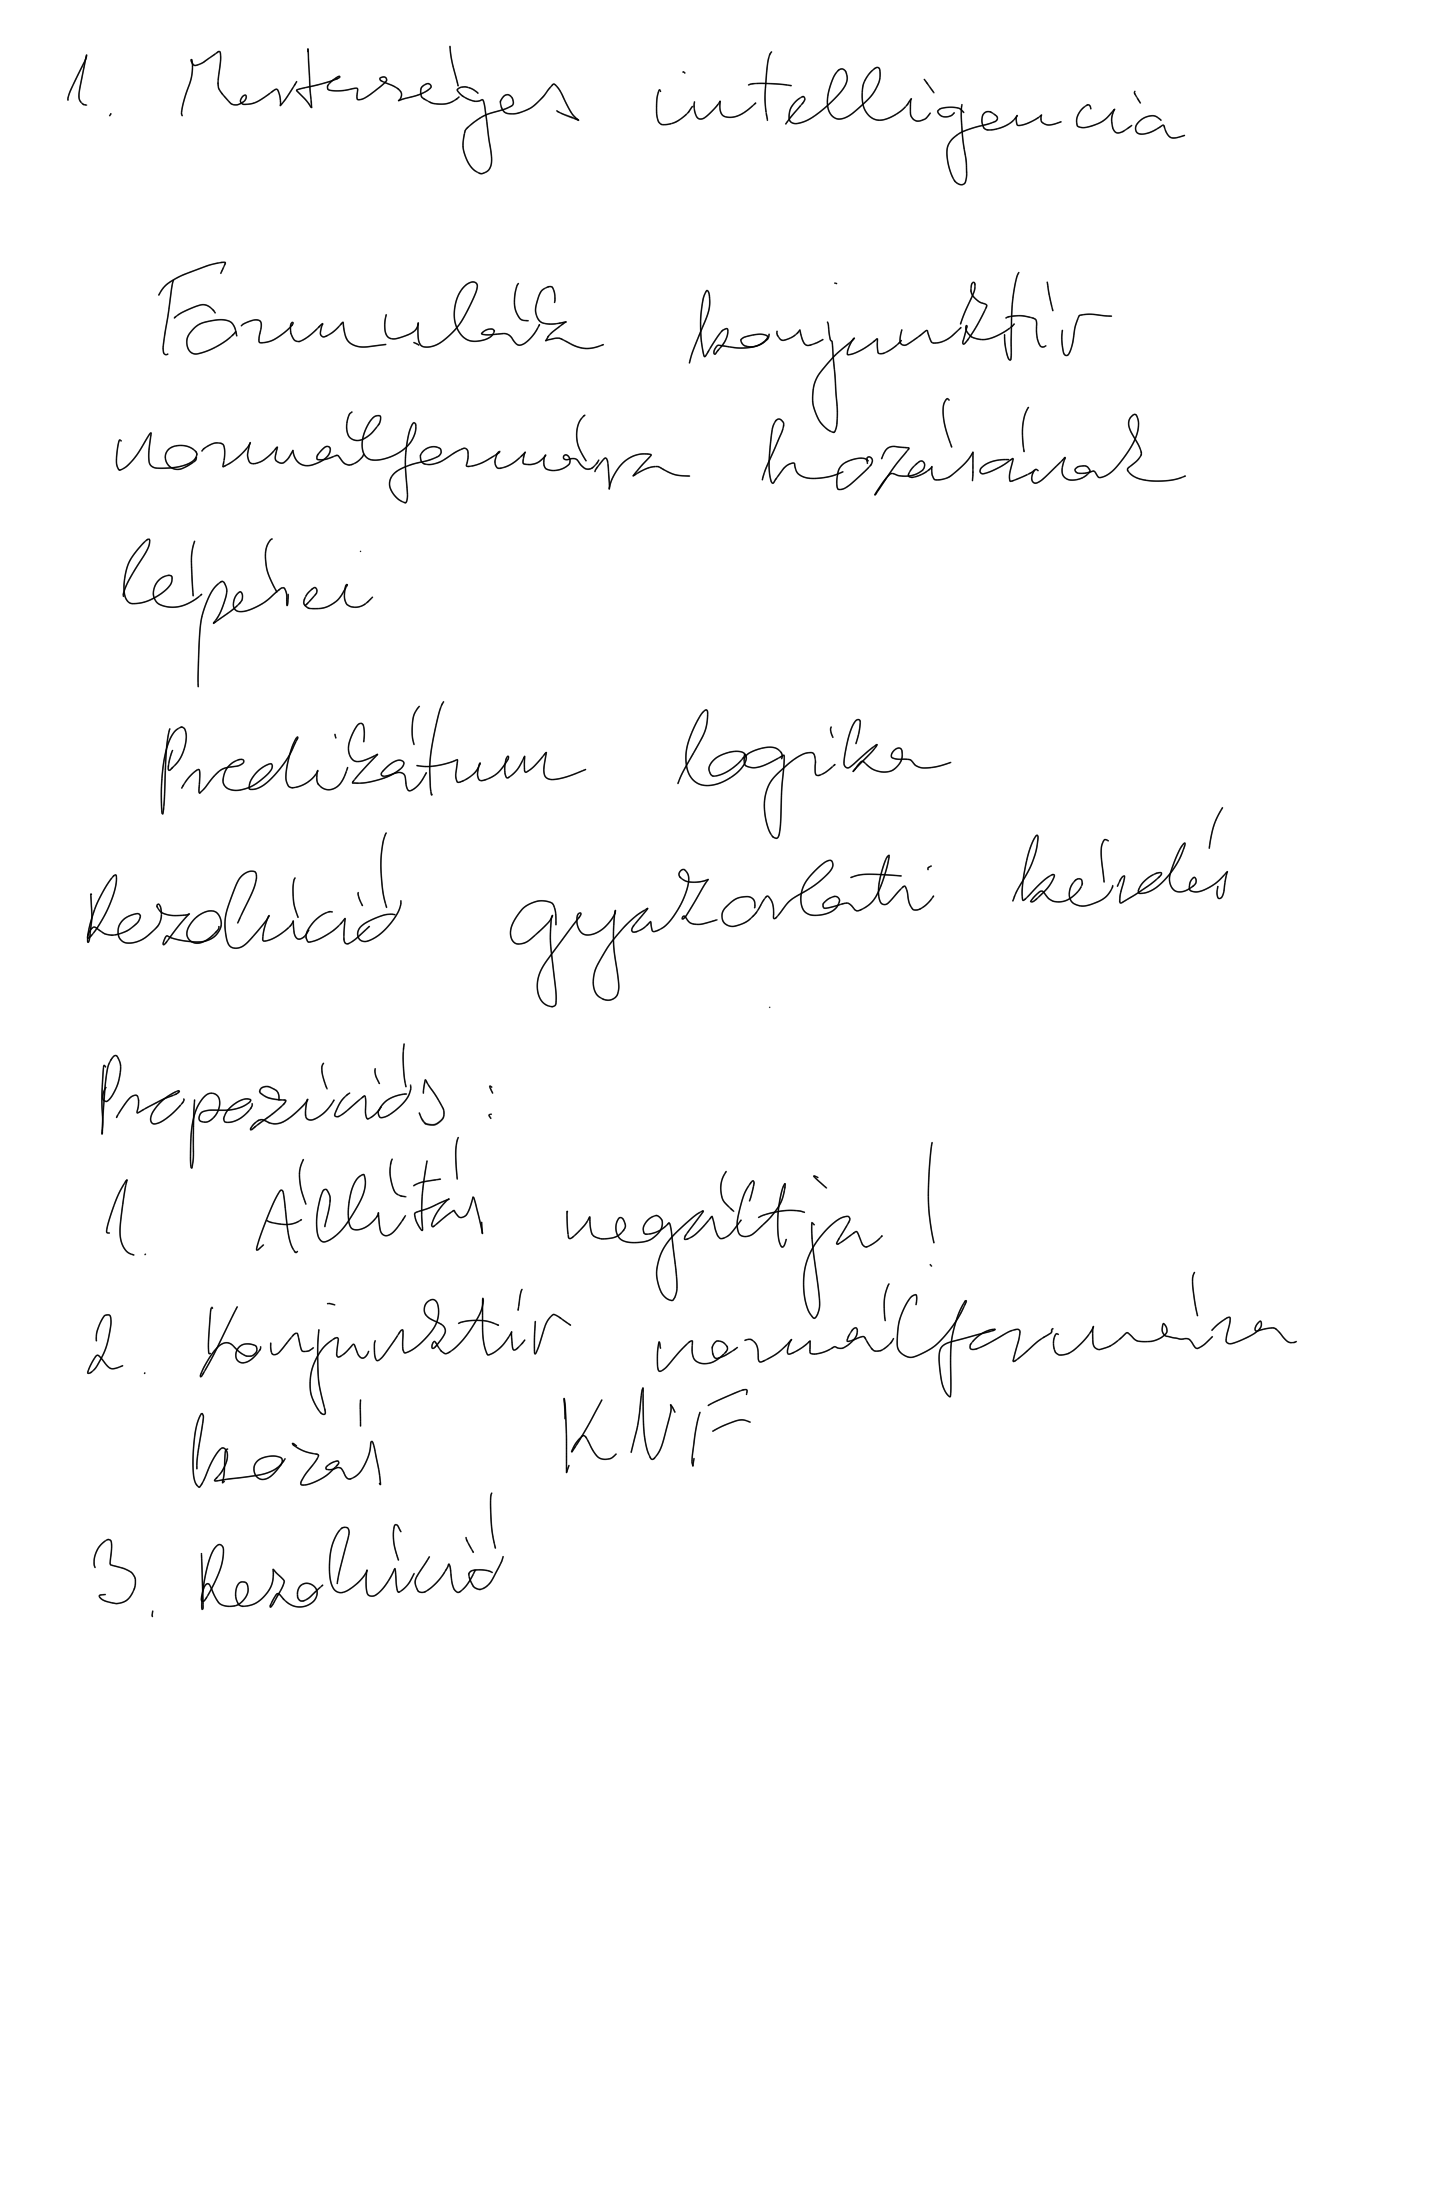 1. Mesterséges intelligencia
Formulák konjunktív
normálformára hozásának
lépései
Predikátum logika
Rezolúció gyakorlati kérdés
Propozíciós :
1. Állítás negáltja!
2. Konjunktív normálformára
hozás KNF
3. Rezolúció